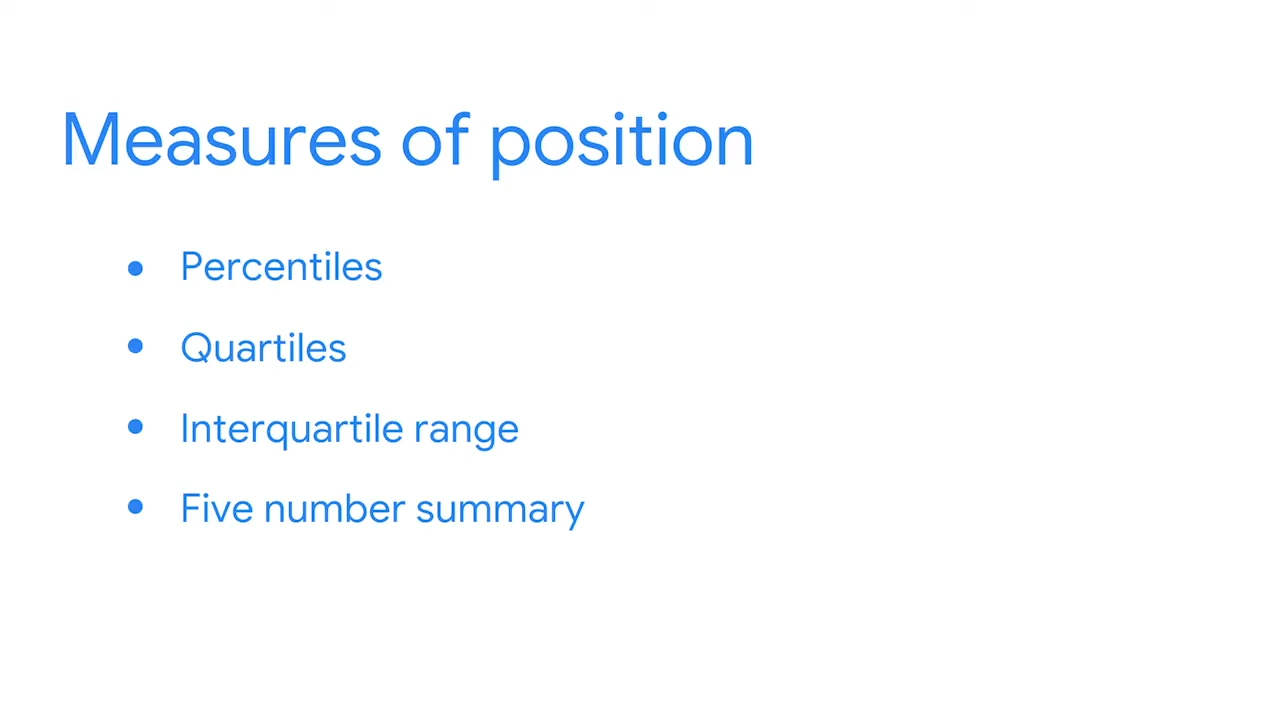 Measures of position
• Percentiles
• Quartiles
• Interquartile range
• Five number summary